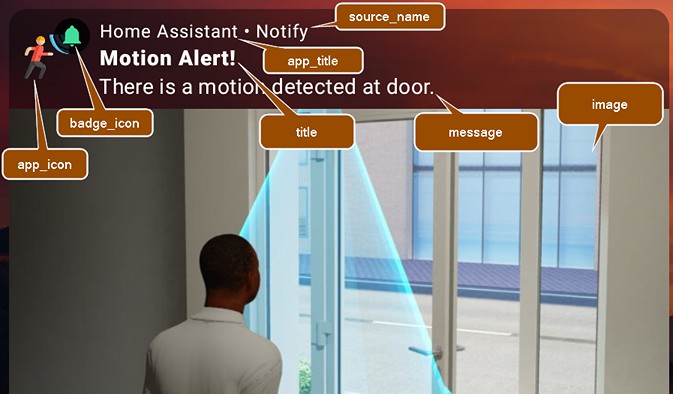 source_name
Home Assistant • Notify
Motion Alert!
app_title
There is a motion detected at door.
image
badge_icon
title
message
app_icon